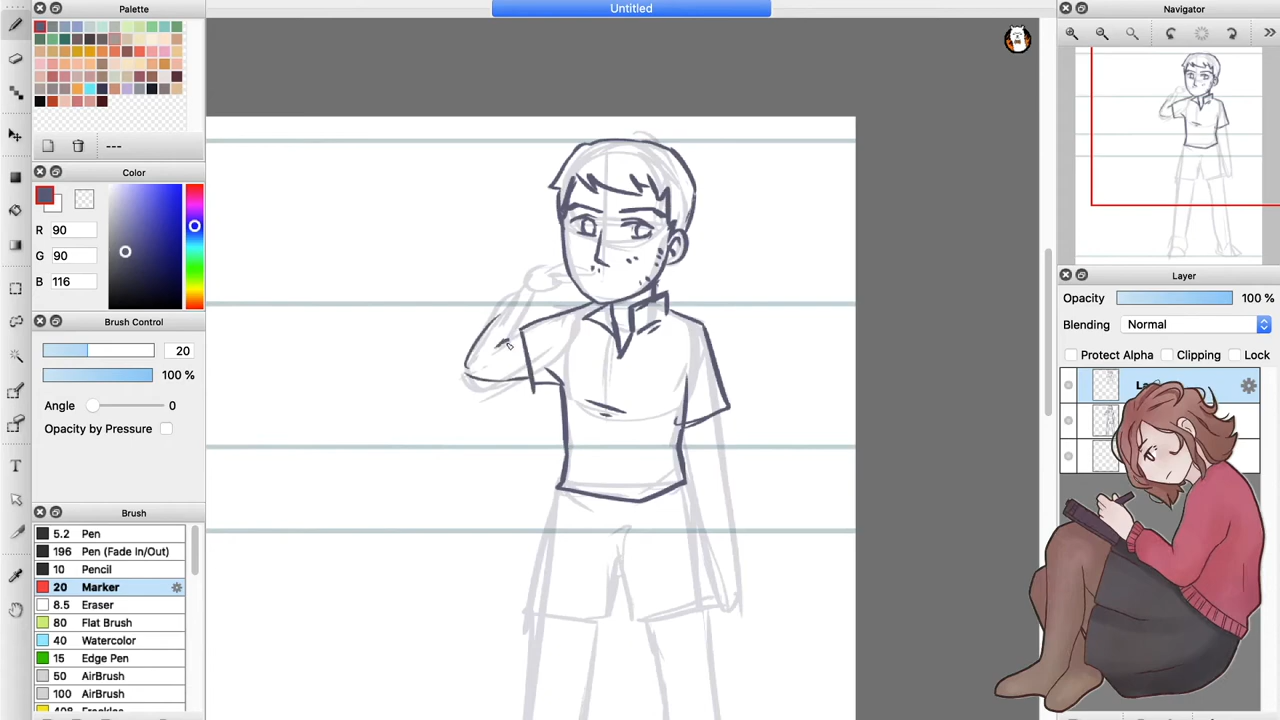 Palette
Untitled
Navigator
---
Color
R 90
G 90
B 116
Brush Control
20
100 %
Angle 0
Opacity by Pressure
Brush
5.2 Pen
196 Pen (Fade In/Out)
10 Pencil
20 Marker
8.5 Eraser
80 Flat Brush
40 Watercolor
15 Edge Pen
50 AirBrush
100 AirBrush
Layer
Opacity 100 %
Blending Normal
Protect Alpha Clipping Lock